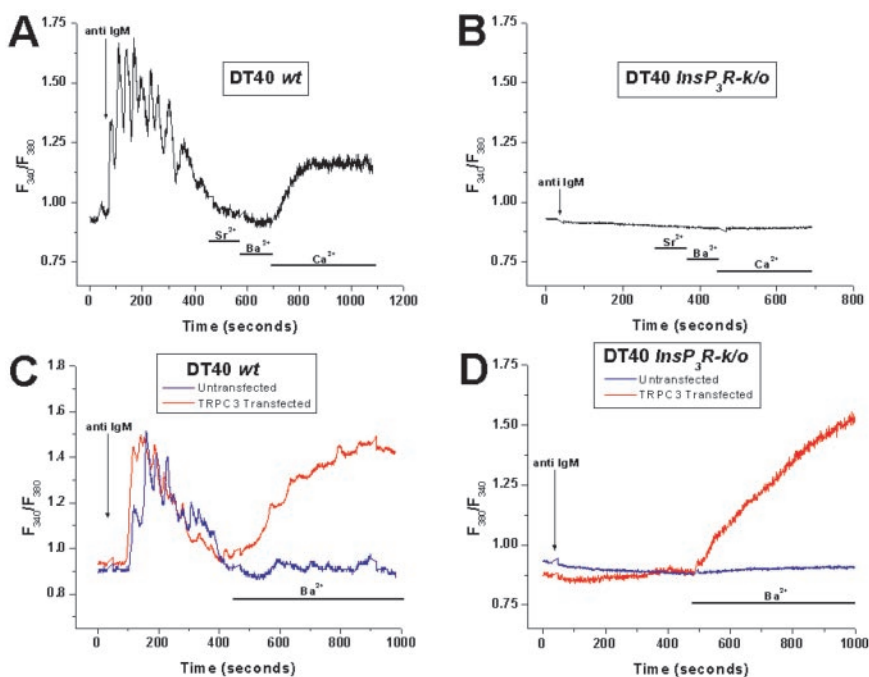 A
anti IgM
DT40 wt
F340/F380
1.75
1.50
1.25
1.00
0.75
Sr2+
Ba2+
Ca2+
0 200 400 600 800 1000 1200
Time (seconds)
B
DT40 InsP3R-k/o
F340/F380
1.75
1.50
1.25
1.00
0.75
anti IgM
Sr2+
Ba2+
Ca2+
0 200 400 600 800
Time (seconds)
C
DT40 wt
Untransfected
TRPC3 Transfected
anti IgM
F340/F380
1.8
1.6
1.4
1.2
1.0
0.8
Ba2+
0 200 400 600 800 1000
Time (seconds)
D
DT40 InsP3R-k/o
Untransfected
TRPC3 Transfected
anti IgM
F380/F340
1.75
1.50
1.25
1.00
0.75
Ba2+
0 200 400 600 800 1000
Time (seconds)